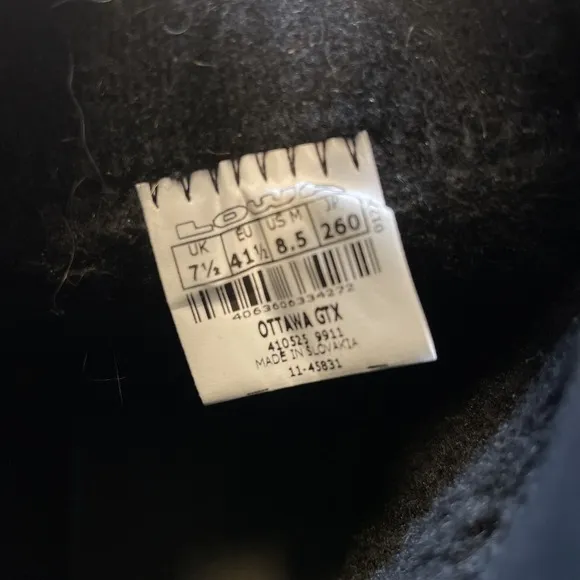 LOWA
UK EU US M JP
7½ 41½ 8.5 260
4063606334272
OTTAWA GTX
410525 9911
MADE IN SLOVAKIA
11-45831